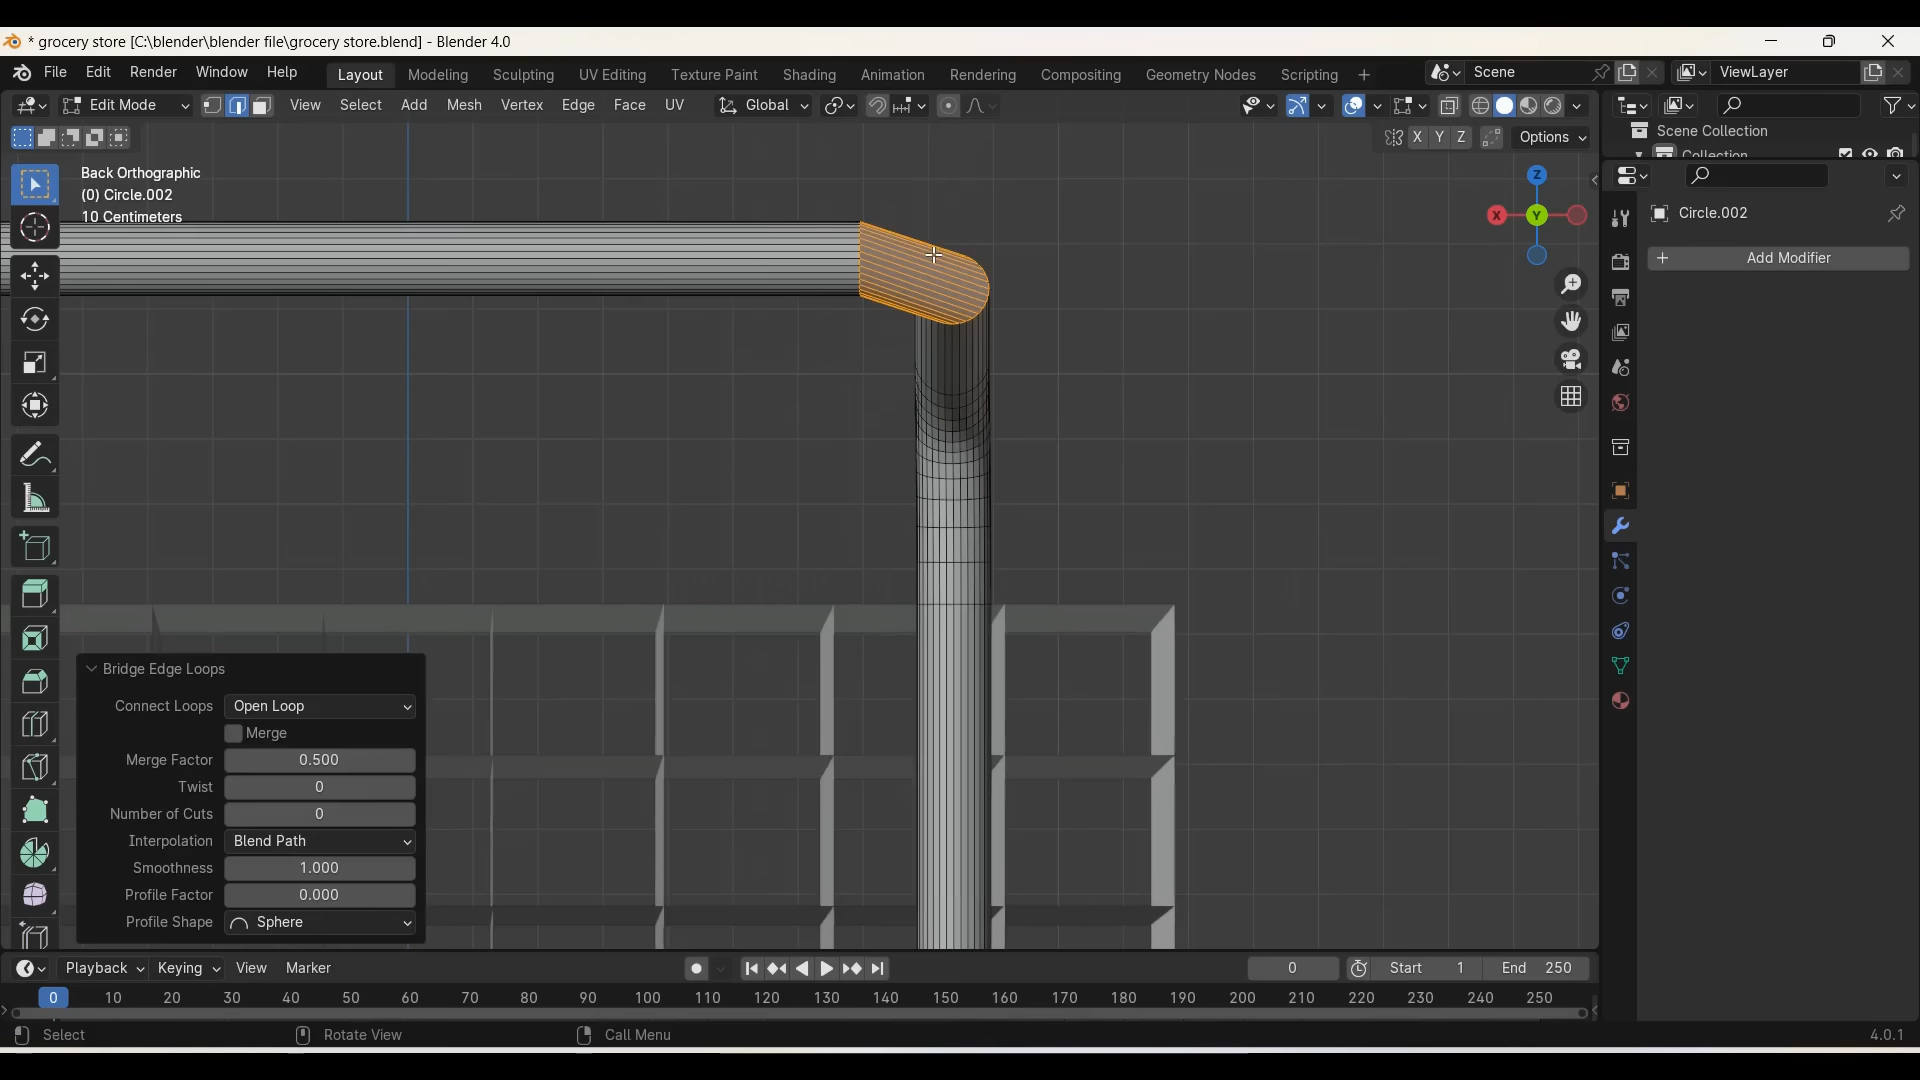 * grocery store [C:\blender\blender file\grocery store.blend] - Blender 4.0
File Edit Render Window Help Layout Modeling Sculpting UV Editing Texture Paint Shading Animation Rendering Compositing Geometry Nodes Scripting + Scene ViewLayer
Edit Mode View Select Add Mesh Vertex Edge Face UV Global
Scene Collection
X Y Z Options
Collection
Back Orthographic
(0) Circle.002
10 Centimeters
Z
X
Y
Circle.002
+ Add Modifier
Bridge Edge Loops
Connect Loops Open Loop
Merge
Merge Factor 0.500
Twist 0
Number of Cuts 0
Interpolation Blend Path
Smoothness 1.000
Profile Factor 0.000
Profile Shape Sphere
Playback Keying View Marker 0 Start 1 End 250
0 10 20 30 40 50 60 70 80 90 100 110 120 130 140 150 160 170 180 190 200 210 220 230 240 250
Select Rotate View Call Menu 4.0.1